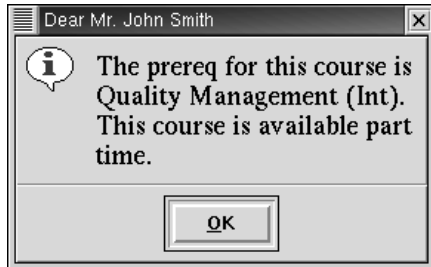 Dear Mr. John Smith
The prereq for this course is
Quality Management (Int).
This course is available part
time.
OK